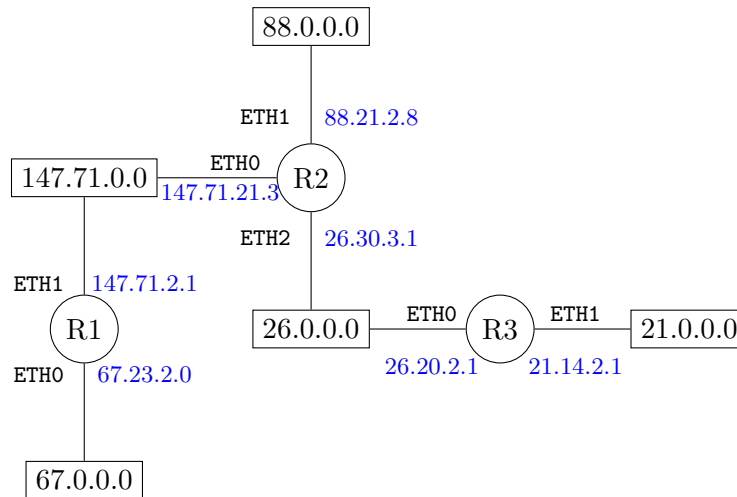 88.0.0.0
ETH1 88.21.2.8
147.71.0.0 ETH0 R2
147.71.21.3
ETH2 26.30.3.1
ETH1 147.71.2.1
R1 26.0.0.0 ETH0 R3 ETH1 21.0.0.0
26.20.2.1 21.14.2.1
ETH0 67.23.2.0
67.0.0.0